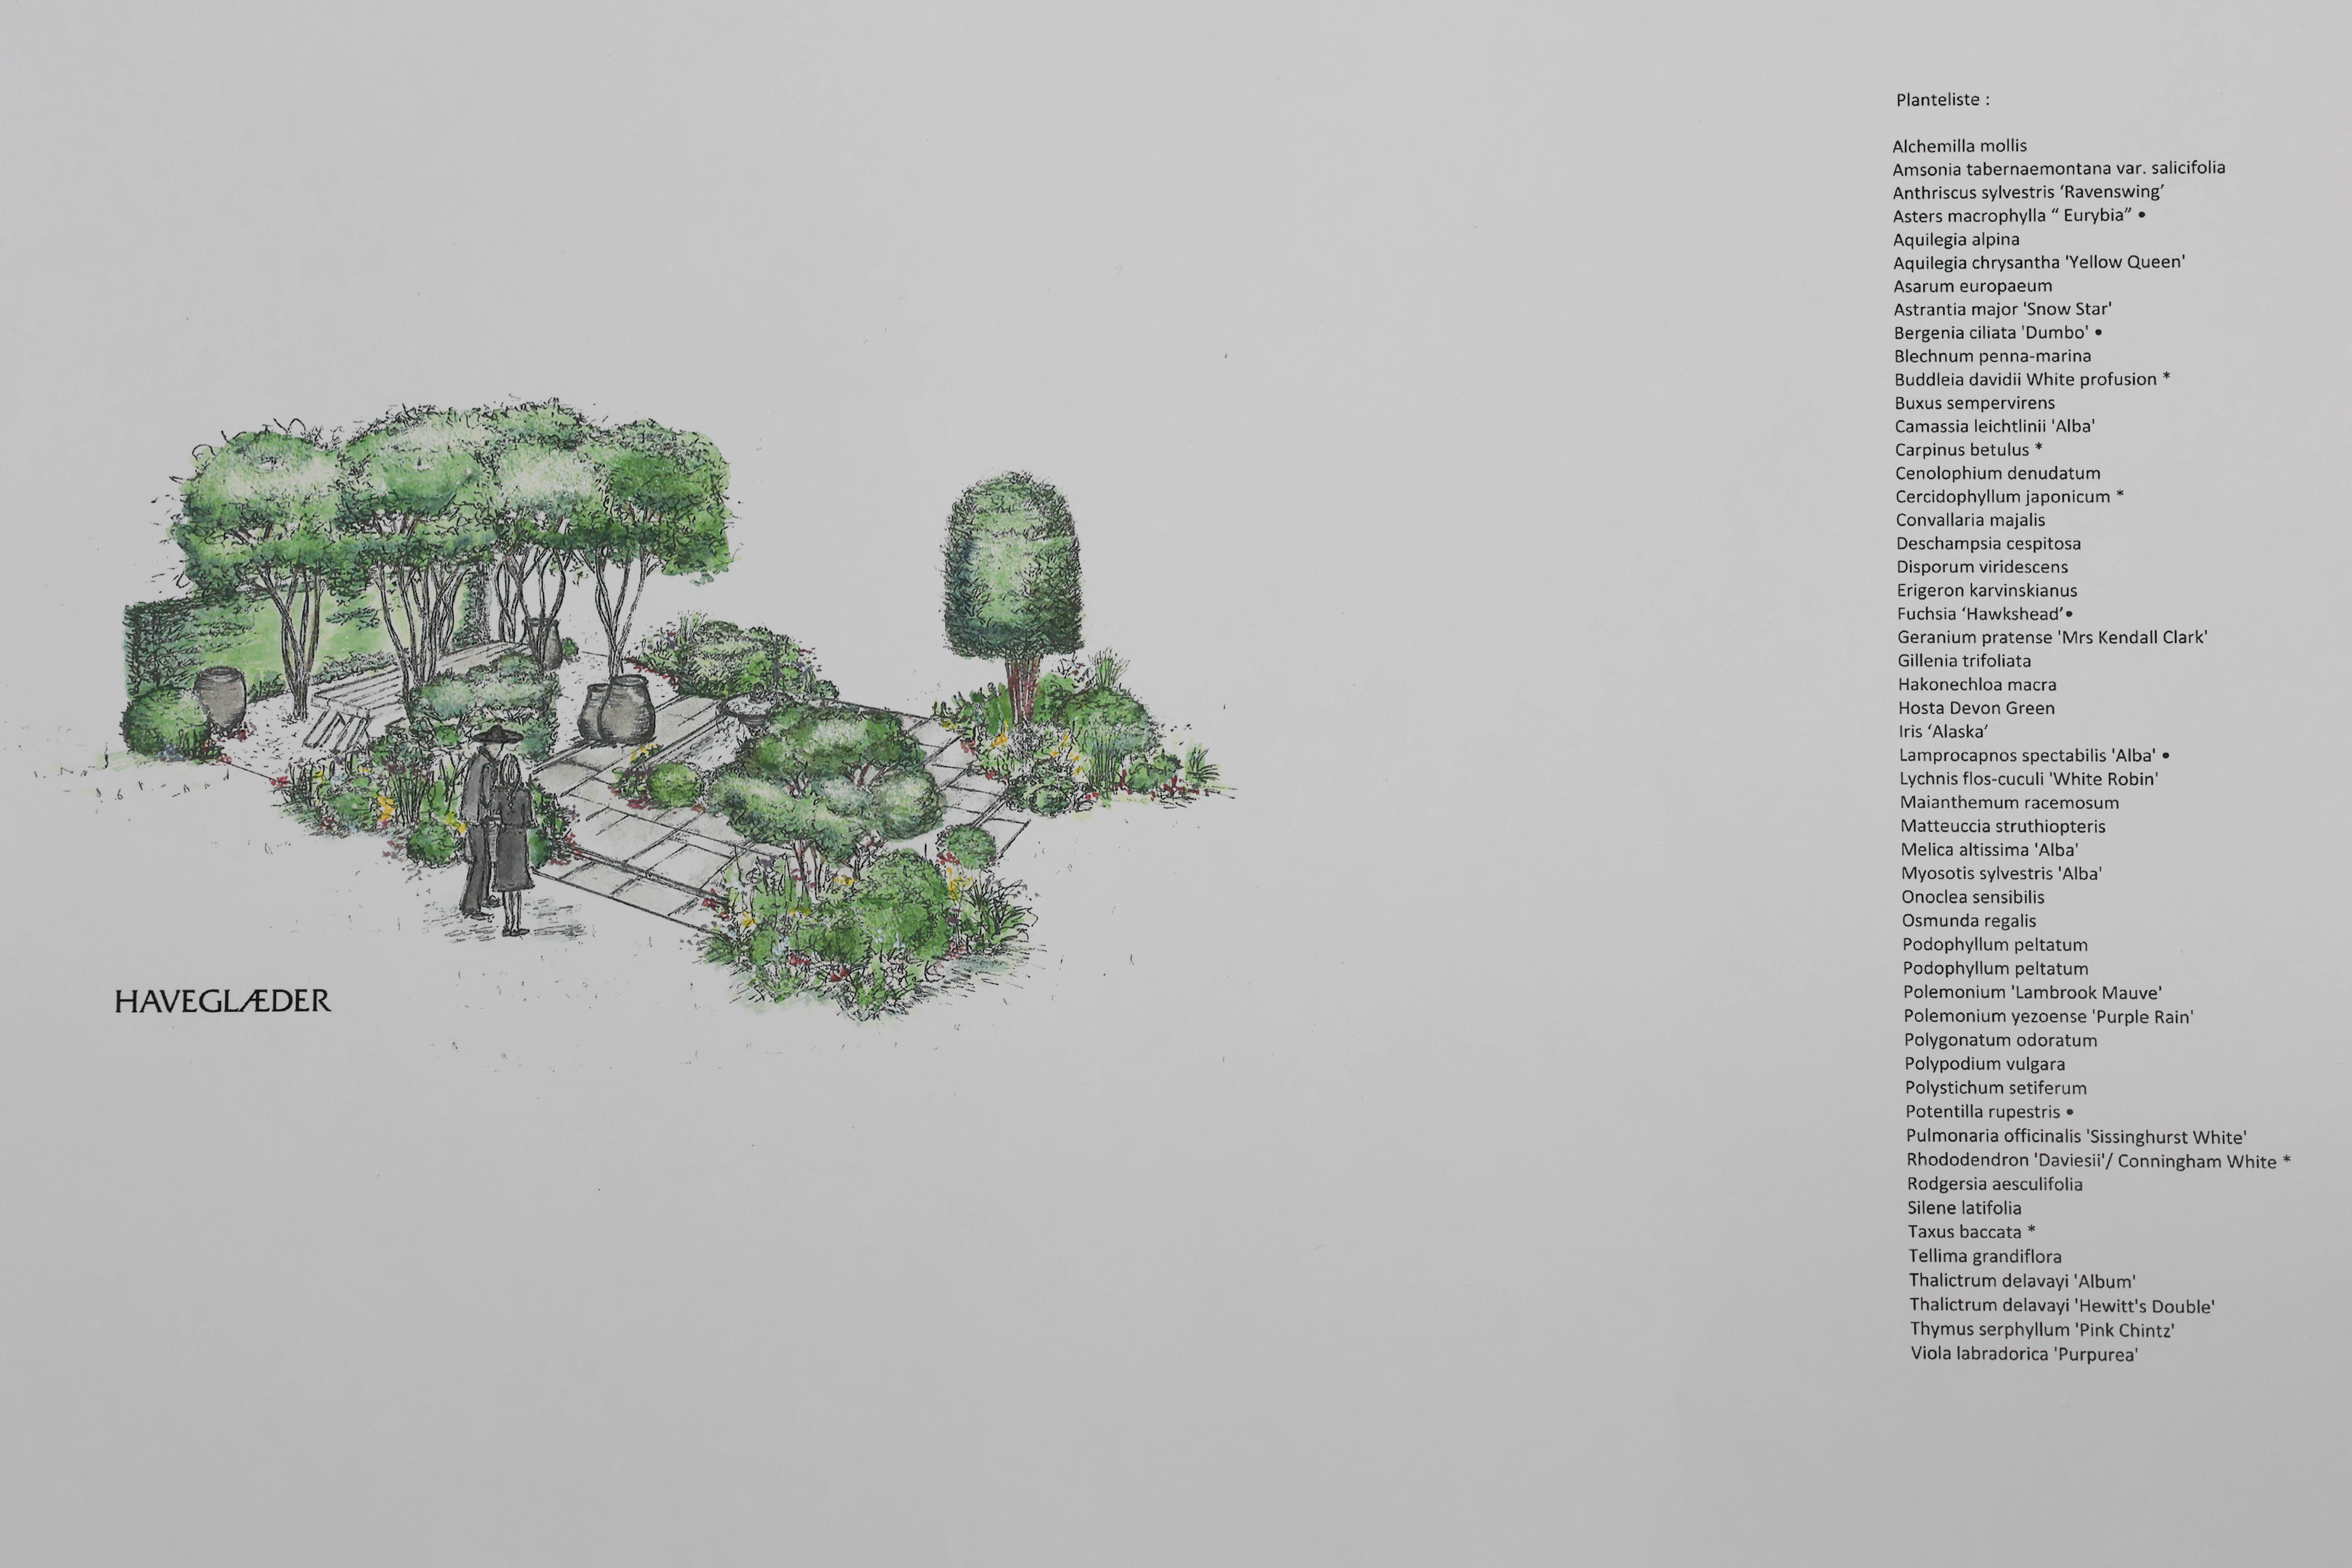 HAVEGLÆDER
Planteliste :
Alchemilla mollis
Amsonia tabernaemontana var. salicifolia
Anthriscus sylvestris ‘Ravenswing’
Asters macrophylla “ Eurybia” •
Aquilegia alpina
Aquilegia chrysantha 'Yellow Queen'
Asarum europaeum
Astrantia major 'Snow Star'
Bergenia ciliata 'Dumbo' •
Blechnum penna-marina
Buddleia davidii White profusion *
Buxus sempervirens
Camassia leichtlinii 'Alba'
Carpinus betulus *
Cenolophium denudatum
Cercidophyllum japonicum *
Convallaria majalis
Deschampsia cespitosa
Disporum viridescens
Erigeron karvinskianus
Fuchsia ‘Hawkshead’•
Geranium pratense 'Mrs Kendall Clark'
Gillenia trifoliata
Hakonechloa macra
Hosta Devon Green
Iris ‘Alaska’
Lamprocapnos spectabilis 'Alba' •
Lychnis flos-cuculi 'White Robin'
Maianthemum racemosum
Matteuccia struthiopteris
Melica altissima 'Alba'
Myosotis sylvestris 'Alba'
Onoclea sensibilis
Osmunda regalis
Podophyllum peltatum
Podophyllum peltatum
Polemonium 'Lambrook Mauve'
Polemonium yezoense 'Purple Rain'
Polygonatum odoratum
Polypodium vulgara
Polystichum setiferum
Potentilla rupestris •
Pulmonaria officinalis 'Sissinghurst White'
Rhododendron 'Daviesii'/ Conningham White *
Rodgersia aesculifolia
Silene latifolia
Taxus baccata *
Tellima grandiflora
Thalictrum delavayi 'Album'
Thalictrum delavayi 'Hewitt's Double'
Thymus serphyllum 'Pink Chintz'
Viola labradorica 'Purpurea'